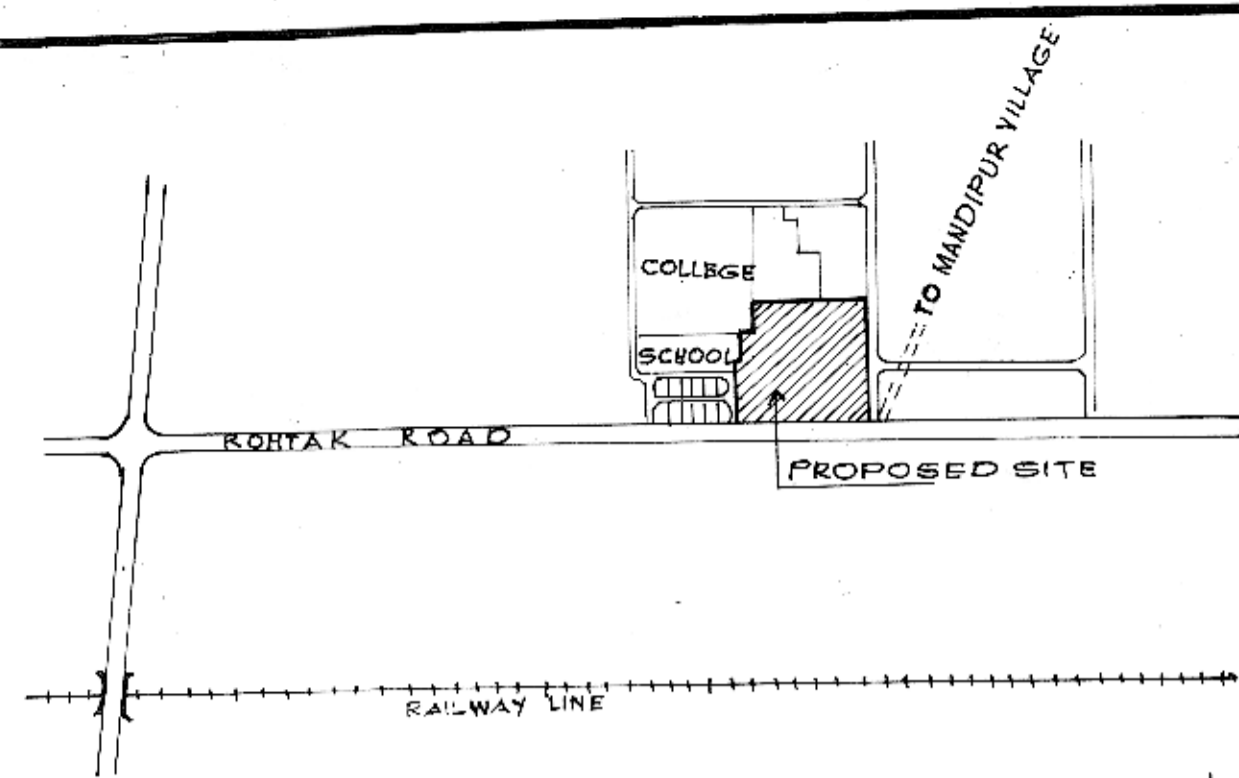 TO MANDIPUR VILLAGE
COLLEGE
SCHOOL
ROHTAK ROAD
PROPOSED SITE
RAILWAY LINE